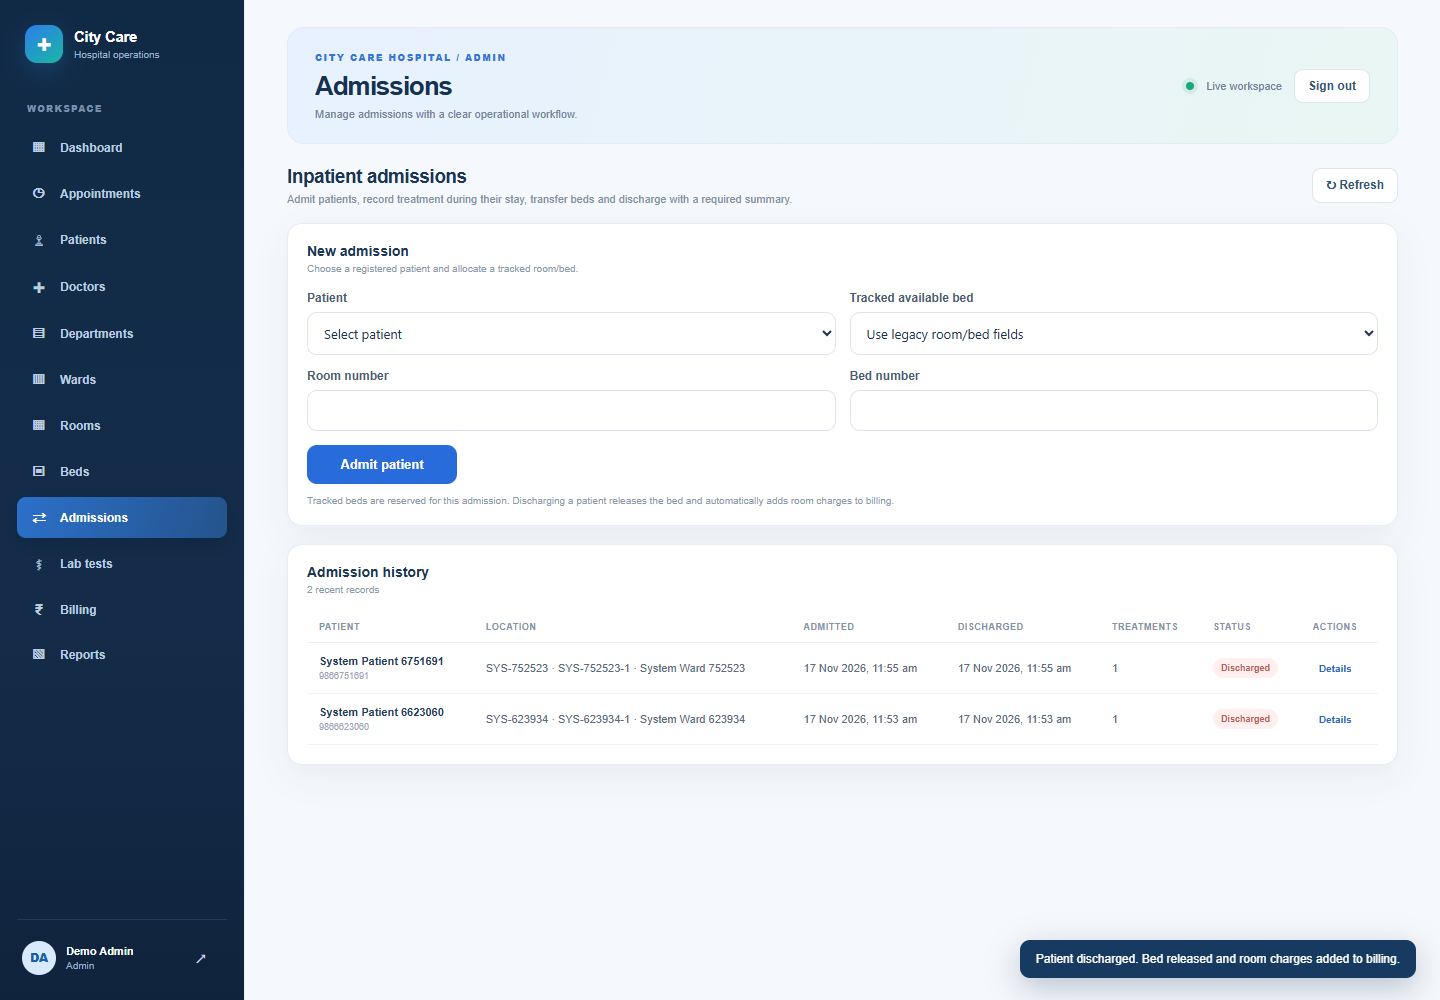 City Care
Hospital operations
WORKSPACE
Dashboard
Appointments
Patients
Doctors
Departments
Wards
Rooms
Beds
Admissions
Lab tests
₹ Billing
Reports
DA
Demo Admin
Admin
CITY CARE HOSPITAL / ADMIN
Admissions
Manage admissions with a clear operational workflow.
Live workspace
Sign out
Inpatient admissions
Admit patients, record treatment during their stay, transfer beds and discharge with a required summary.
↻ Refresh
New admission
Choose a registered patient and allocate a tracked room/bed.
Patient
Tracked available bed
Select patient
Use legacy room/bed fields
Room number
Bed number
Admit patient
Tracked beds are reserved for this admission. Discharging a patient releases the bed and automatically adds room charges to billing.
Admission history
2 recent records
PATIENT LOCATION ADMITTED DISCHARGED TREATMENTS STATUS ACTIONS
System Patient 6751691
9866751691
SYS-752523 · SYS-752523-1 · System Ward 752523 17 Nov 2026, 11:55 am 17 Nov 2026, 11:55 am 1 Discharged Details
System Patient 6623060
9866623060
SYS-623934 · SYS-623934-1 · System Ward 623934 17 Nov 2026, 11:53 am 17 Nov 2026, 11:53 am 1 Discharged Details
Patient discharged. Bed released and room charges added to billing.